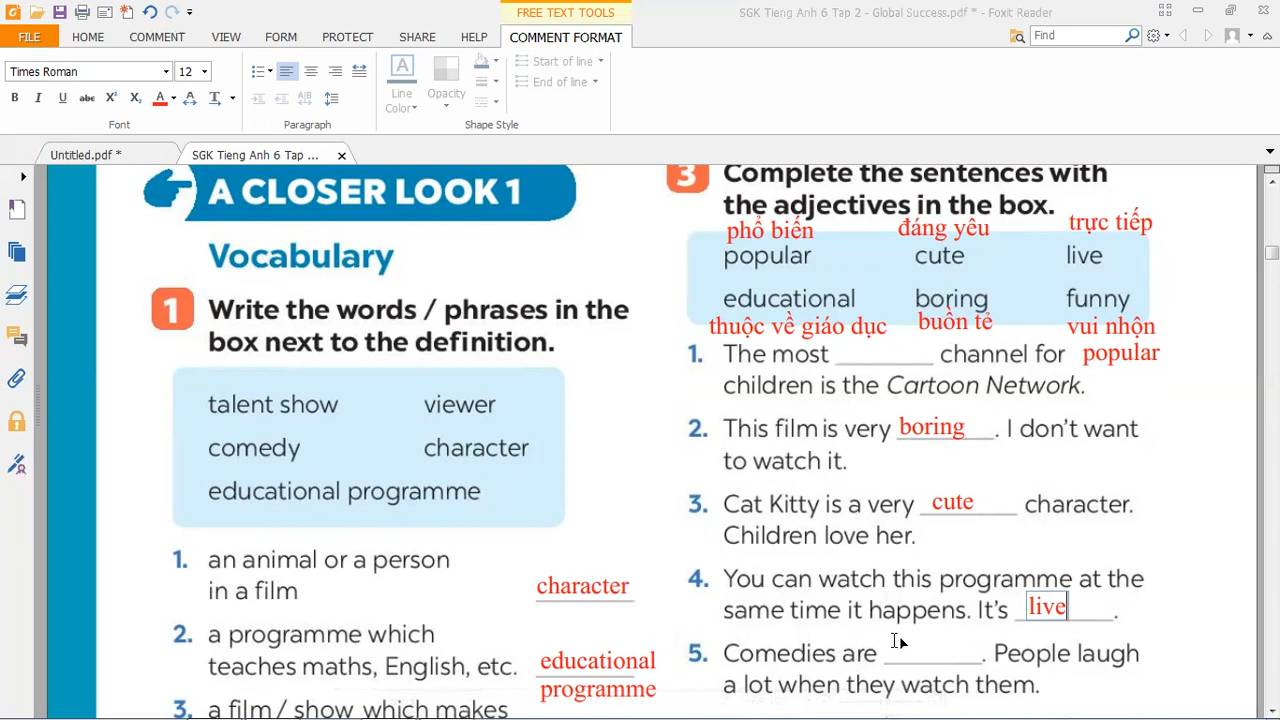 FREE TEXT TOOLS
SGK Tieng Anh 6 Tap 2 - Global Success.pdf * - Foxit Reader
FILE HOME COMMENT VIEW FORM PROTECT SHARE HELP COMMENT FORMAT
Find
Times Roman 12
Start of line
End of line
Line Color
Opacity
Font Paragraph Shape Style
Untitled.pdf *
SGK Tieng Anh 6 Tap ...
A CLOSER LOOK 1
Vocabulary
1 Write the words / phrases in the
box next to the definition.
talent show viewer
comedy character
educational programme
1. an animal or a person
in a film
character
2. a programme which
teaches maths, English, etc.
educational
programme
3. a film / show which makes
3 Complete the sentences with
the adjectives in the box.
phổ biến đáng yêu trực tiếp
popular cute live
educational boring funny
thuộc về giáo dục buồn tẻ vui nhộn
1. The most ________ channel for popular
children is the Cartoon Network.
2. This film is very boring. I don't want
to watch it.
3. Cat Kitty is a very cute character.
Children love her.
4. You can watch this programme at the
same time it happens. It's live.
5. Comedies are ________. People laugh
a lot when they watch them.